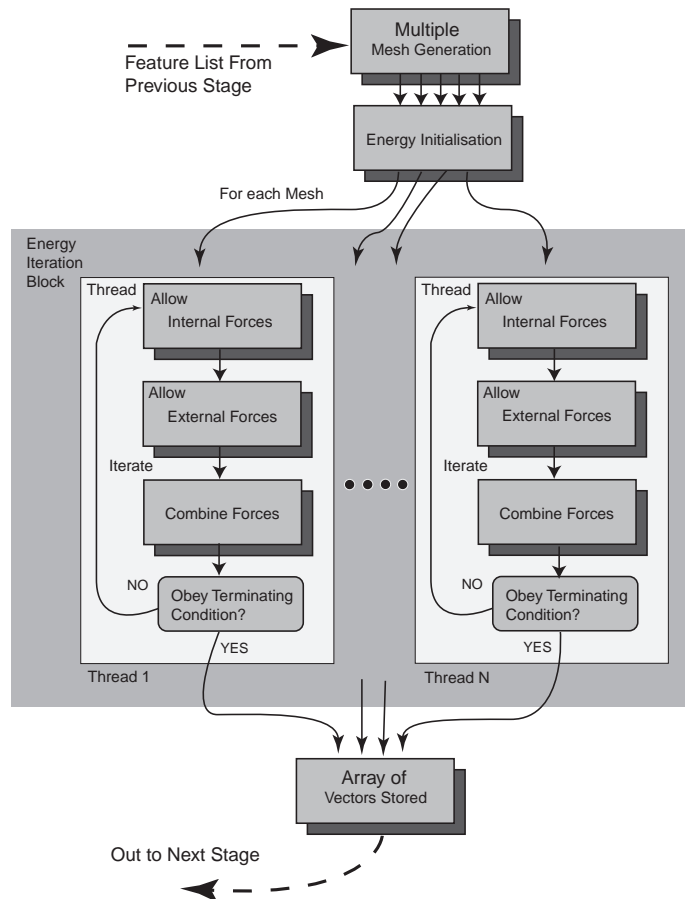 Multiple
Mesh Generation
Feature List From
Previous Stage
Energy Initialisation
For each Mesh
Energy
Iteration
Block
Thread
Allow
Internal Forces
Allow
External Forces
Iterate
Combine Forces
NO
Obey Terminating
Condition?
YES
Thread 1
Thread
Allow
Internal Forces
Allow
External Forces
Iterate
Combine Forces
NO
Obey Terminating
Condition?
YES
Thread N
Array of
Vectors Stored
Out to Next Stage